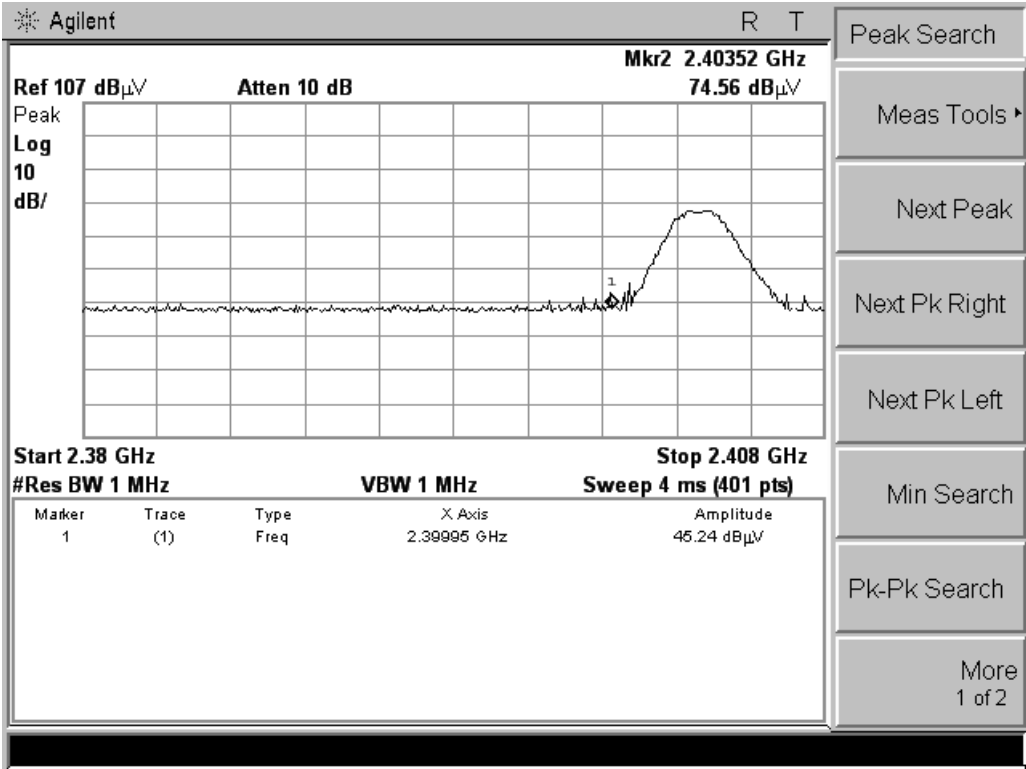 Agilent R T
Mkr2 2.40352 GHz
Ref 107 dBμV Atten 10 dB 74.56 dBμV
Peak
Log
10
dB/
1
Start 2.38 GHz Stop 2.408 GHz
#Res BW 1 MHz VBW 1 MHz Sweep 4 ms (401 pts)
Marker Trace Type X Axis Amplitude
1 (1) Freq 2.39995 GHz 45.24 dBμV
Peak Search
Meas Tools
Next Peak
Next Pk Right
Next Pk Left
Min Search
Pk-Pk Search
More
1 of 2